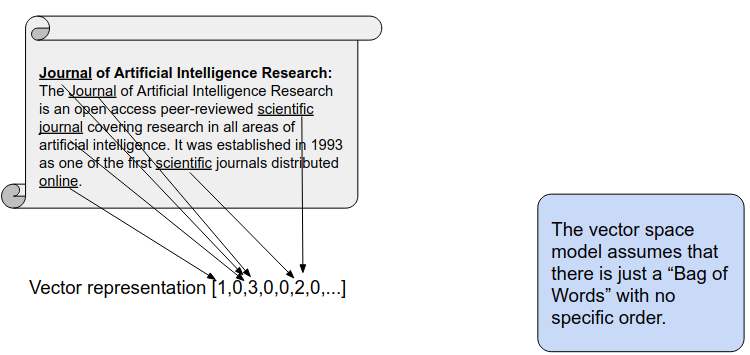 Journal of Artificial Intelligence Research:
The Journal of Artificial Intelligence Research
is an open access peer-reviewed scientific
journal covering research in all areas of
artificial intelligence. It was established in 1993
as one of the first scientific journals distributed
online.
Vector representation [1,0,3,0,0,2,0,...]
The vector space
model assumes that
there is just a “Bag of
Words” with no
specific order.